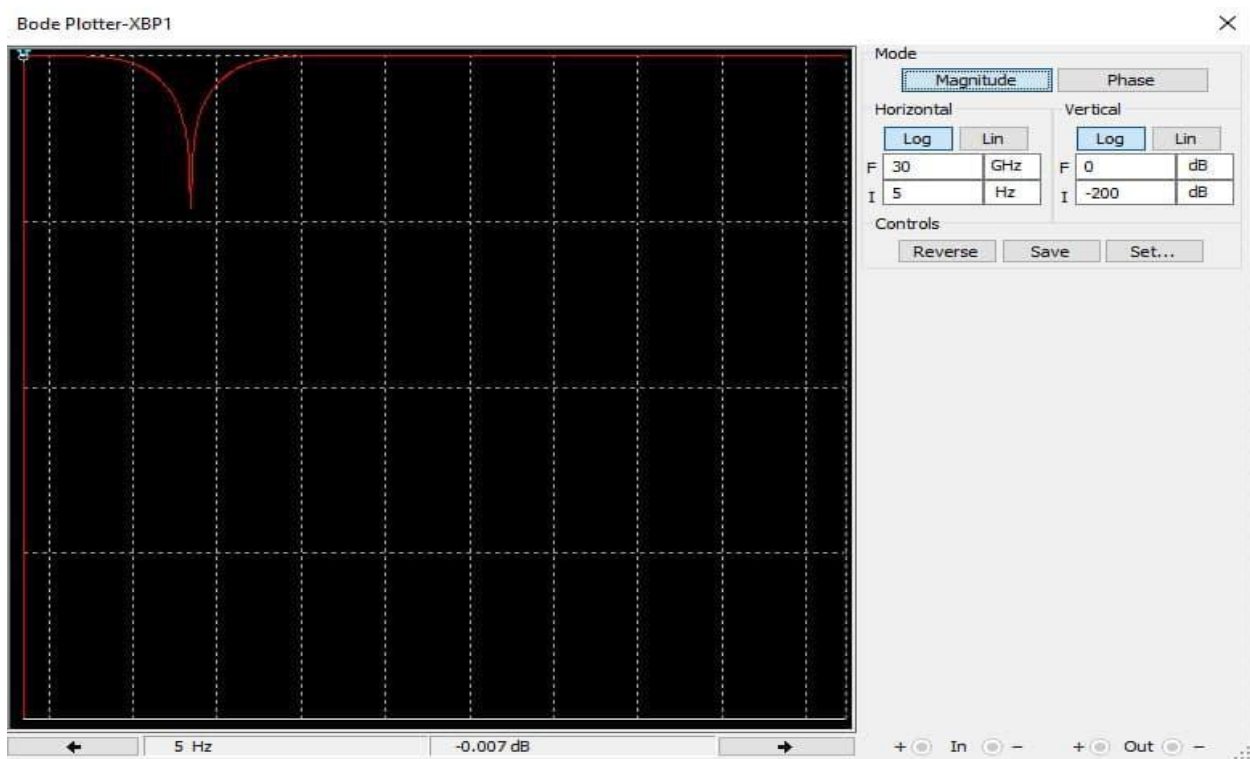 Bode Plotter-XBP1
Mode
Magnitude Phase
Horizontal Vertical
Log Lin Log Lin
F 30 GHz F 0 dB
I 5 Hz I -200 dB
Controls
Reverse Save Set...
5 Hz -0.007 dB + In - + Out -